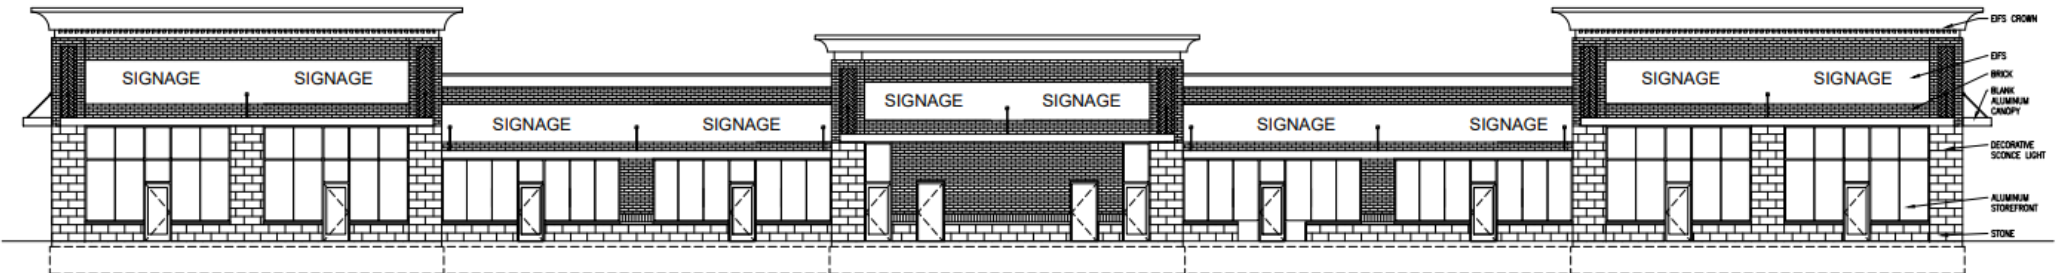 SIGNAGE SIGNAGE
SIGNAGE SIGNAGE
SIGNAGE SIGNAGE
SIGNAGE SIGNAGE
SIGNAGE SIGNAGE
EIFS CROWN
EIFS
BRICK
BLANK
ALUMINUM
CANOPY
DECORATIVE
SCONCE LIGHT
ALUMINUM
STOREFRONT
STONE